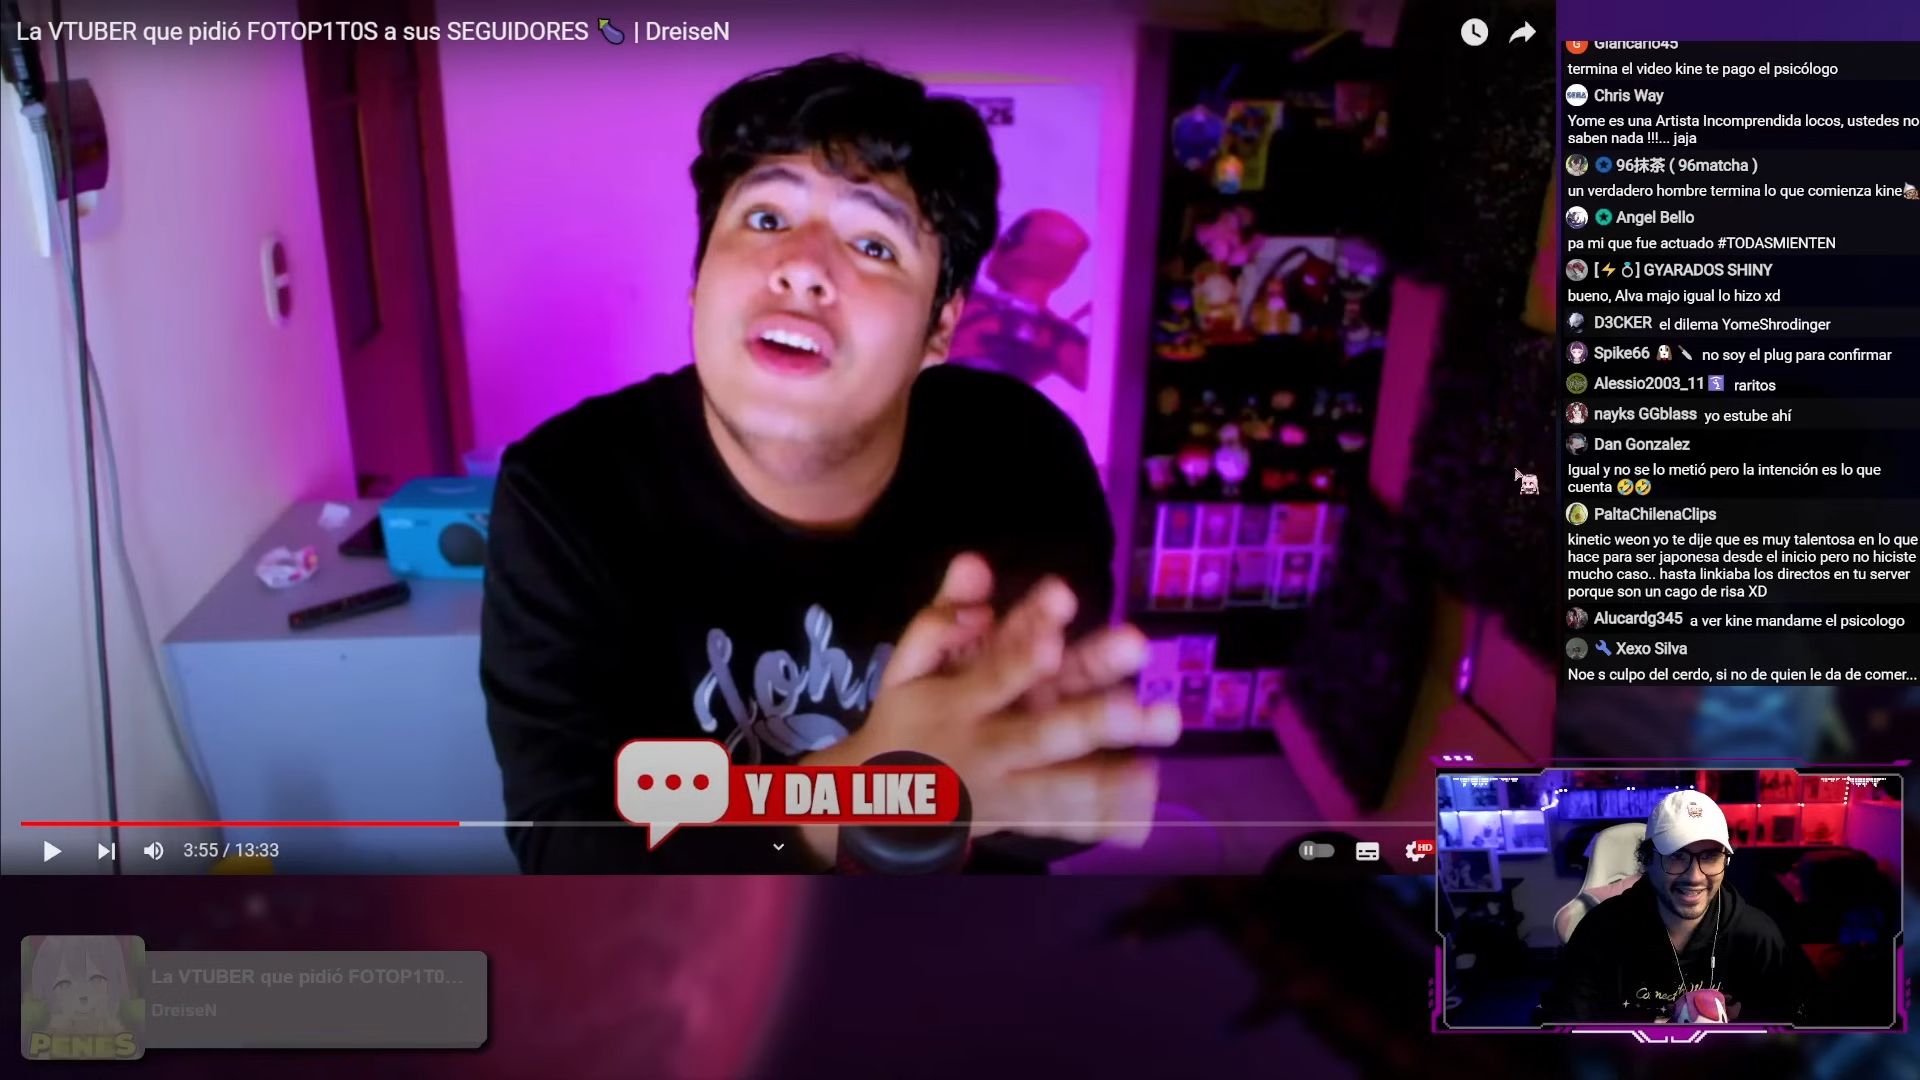 La VTUBER que pidió FOTOP1T0S a sus SEGUIDORES 🍆 | DreiseN
Y DA LIKE
3:55 / 13:33
HD
La VTUBER que pidió FOTOP1T0...
DreiseN
PENES
Giancarlo45
termina el video kine te pago el psicólogo
Chris Way
Yome es una Artista Incomprendida locos, ustedes no
saben nada !!!... jaja
96抹茶 ( 96matcha )
un verdadero hombre termina lo que comienza kine
Angel Bello
pa mi que fue actuado #TODASMIENTEN
[⚡💍] GYARADOS SHINY
bueno, Alva majo igual lo hizo xd
D3CKER el dilema YomeShrodinger
Spike66 no soy el plug para confirmar
Alessio2003_11 raritos
nayks GGblass yo estube ahí
Dan Gonzalez
Igual y no se lo metió pero la intención es lo que
cuenta 🤣🤣
PaltaChilenaClips
kinetic weon yo te dije que es muy talentosa en lo que
hace para ser japonesa desde el inicio pero no hiciste
mucho caso.. hasta linkiaba los directos en tu server
porque son un cago de risa XD
Alucardg345 a ver kine mandame el psicologo
Xexo Silva
Noe s culpo del cerdo, si no de quien le da de comer...